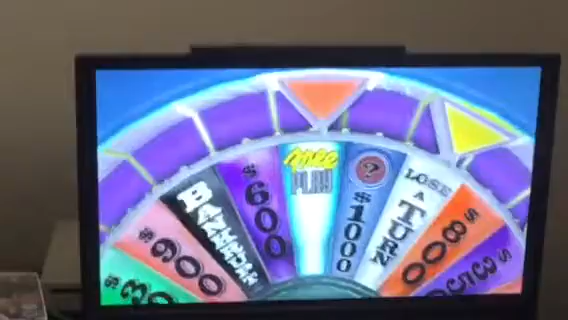 $900
BANKRUPT
$600
FREE
PLAY
?
$1000
LOSE
A
TURN
$800